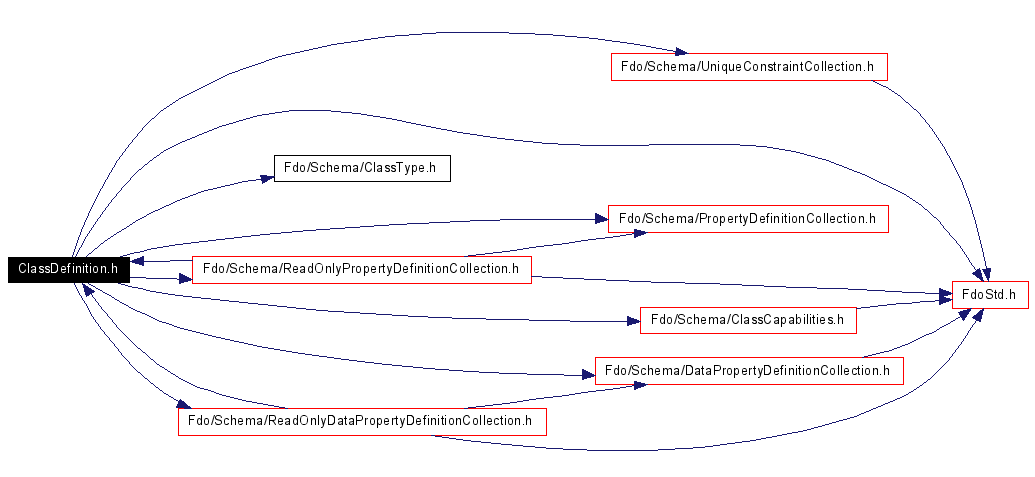 Fdo/Schema/UniqueConstraintCollection.h
Fdo/Schema/ClassType.h
Fdo/Schema/PropertyDefinitionCollection.h
ClassDefinition.h
Fdo/Schema/ReadOnlyPropertyDefinitionCollection.h
FdoStd.h
Fdo/Schema/ClassCapabilities.h
Fdo/Schema/DataPropertyDefinitionCollection.h
Fdo/Schema/ReadOnlyDataPropertyDefinitionCollection.h